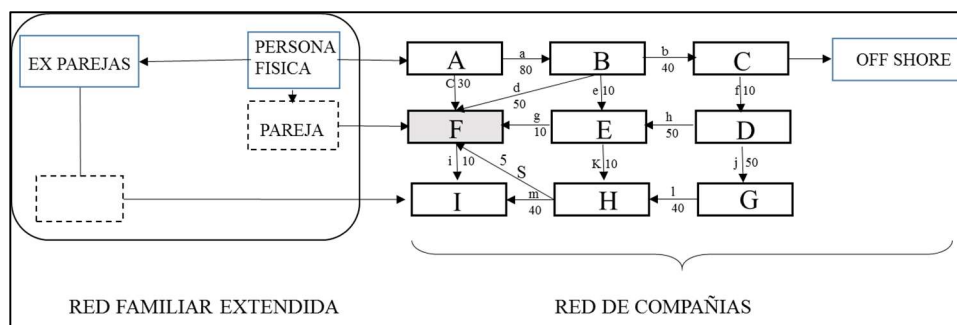 EX PAREJAS
PERSONA
FISICA
A
a
80
B
b
40
C
OFF SHORE
C 30
d
50
e 10
f 10
PAREJA
F
g
10
E
h
50
D
i 10
5
S
K 10
j 50
I
m
40
H
l
40
G
RED FAMILIAR EXTENDIDA
RED DE COMPAÑIAS